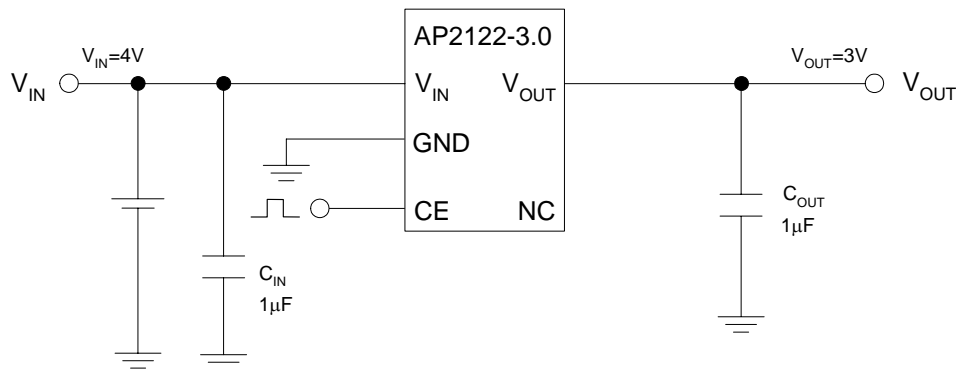 AP2122-3.0
V_IN=4V
V_OUT=3V
V_IN
V_IN
V_OUT
V_OUT
GND
CE
NC
C_IN
1μF
C_OUT
1μF